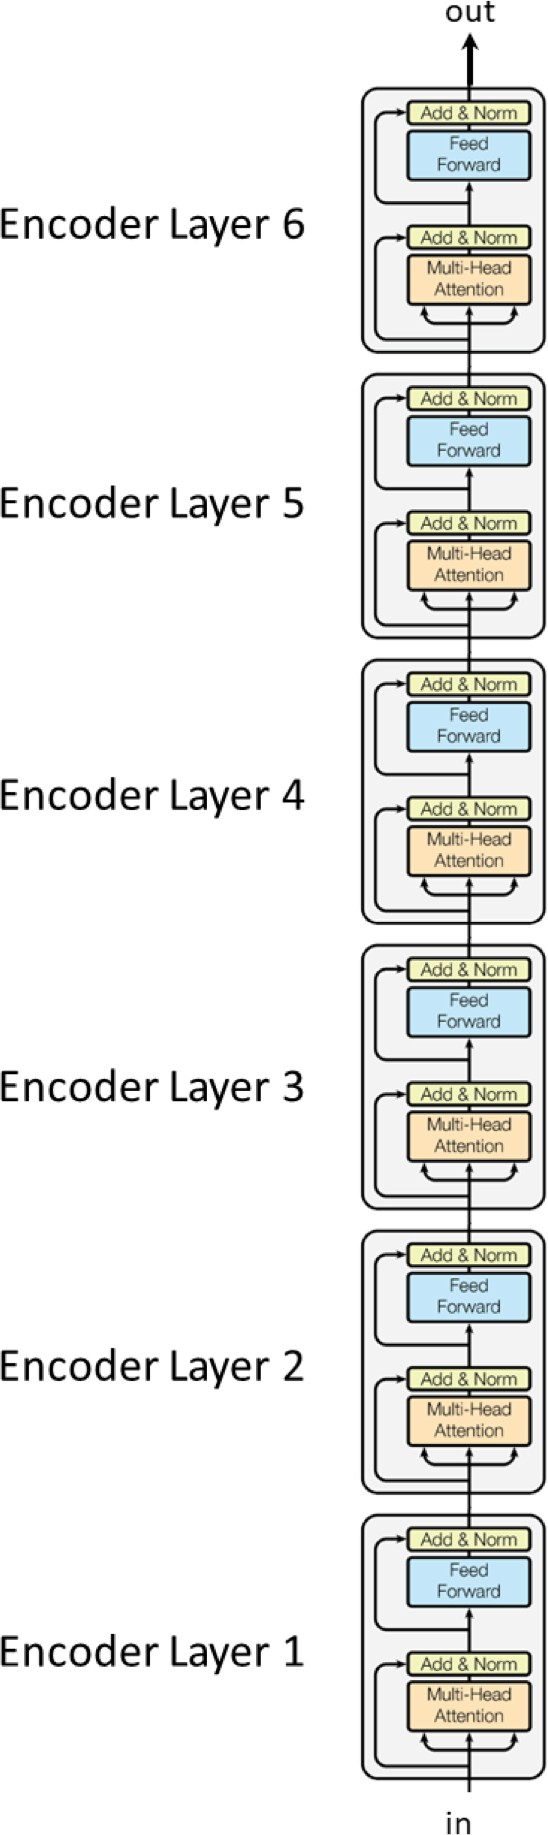 out
Add & Norm
Feed
Forward
Encoder Layer 6
Add & Norm
Multi-Head
Attention
Add & Norm
Feed
Forward
Encoder Layer 5
Add & Norm
Multi-Head
Attention
Add & Norm
Feed
Forward
Encoder Layer 4
Add & Norm
Multi-Head
Attention
Add & Norm
Feed
Forward
Encoder Layer 3
Add & Norm
Multi-Head
Attention
Add & Norm
Feed
Forward
Encoder Layer 2
Add & Norm
Multi-Head
Attention
Add & Norm
Feed
Forward
Encoder Layer 1
Add & Norm
Multi-Head
Attention
in